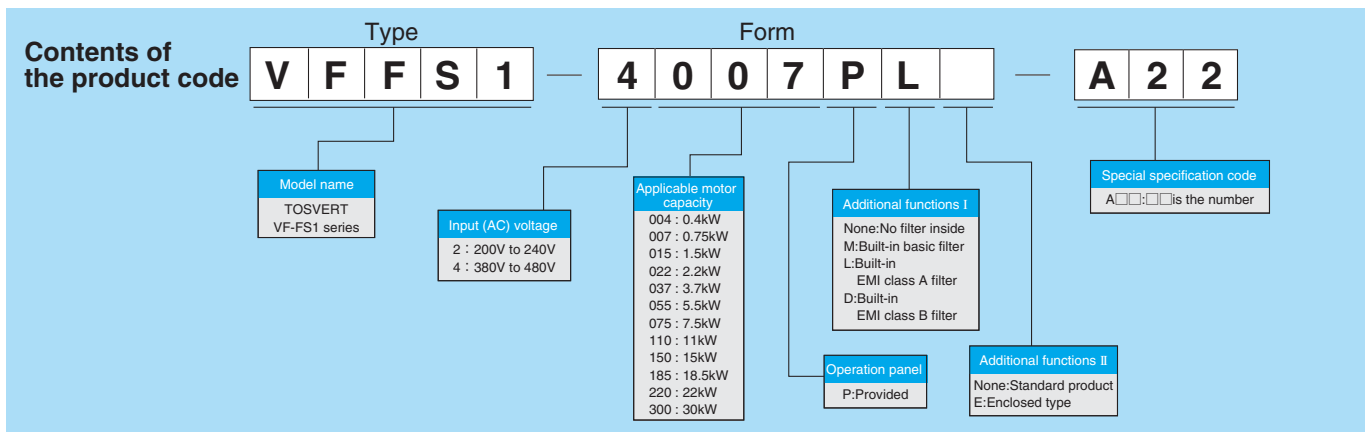 Type
Form
Contents of
the product code
V F F S 1 — 4 0 0 7 P L — A 2 2
Model name
TOSVERT
VF-FS1 series
Input (AC) voltage
2 : 200V to 240V
4 : 380V to 480V
Applicable motor
capacity
004 : 0.4kW
007 : 0.75kW
015 : 1.5kW
022 : 2.2kW
037 : 3.7kW
055 : 5.5kW
075 : 7.5kW
110 : 11kW
150 : 15kW
185 : 18.5kW
220 : 22kW
300 : 30kW
Operation panel
P:Provided
Additional functions I
None:No filter inside
M:Built-in basic filter
L:Built-in
EMI class A filter
D:Built-in
EMI class B filter
Additional functions II
None:Standard product
E:Enclosed type
Special specification code
A□□:□□is the number